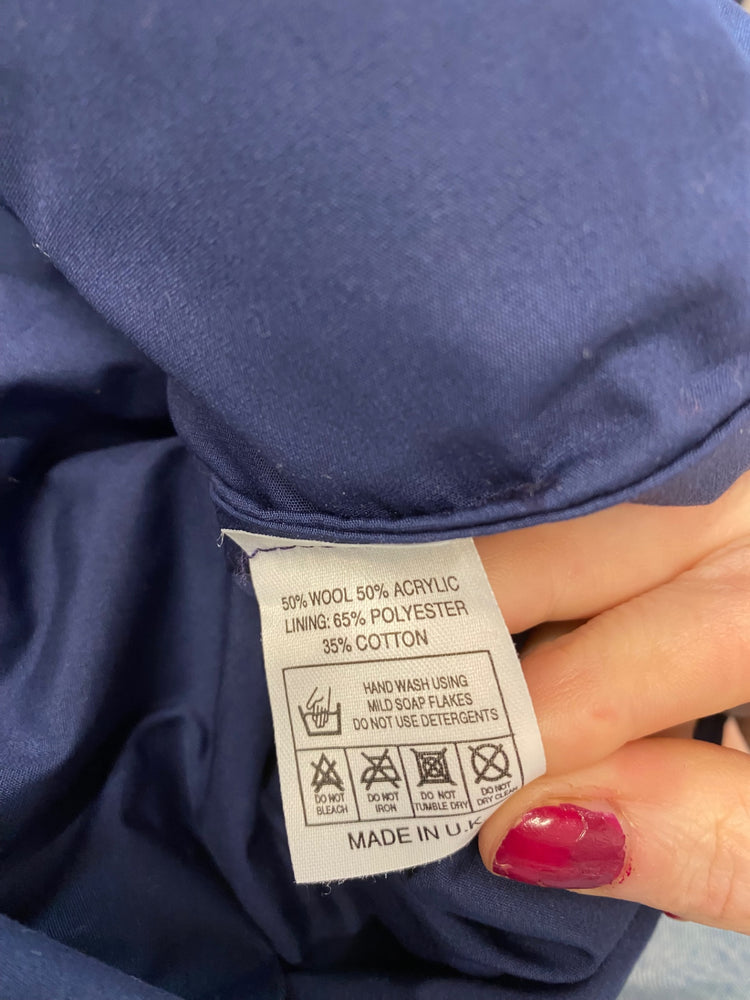 50% WOOL 50% ACRYLIC
LINING: 65% POLYESTER
35% COTTON
HAND WASH USING
MILD SOAP FLAKES
DO NOT USE DETERGENTS
DO NOT
BLEACH
DO NOT
IRON
DO NOT
TUMBLE DRY
DO NOT
DRY CLEAN
MADE IN U.K.